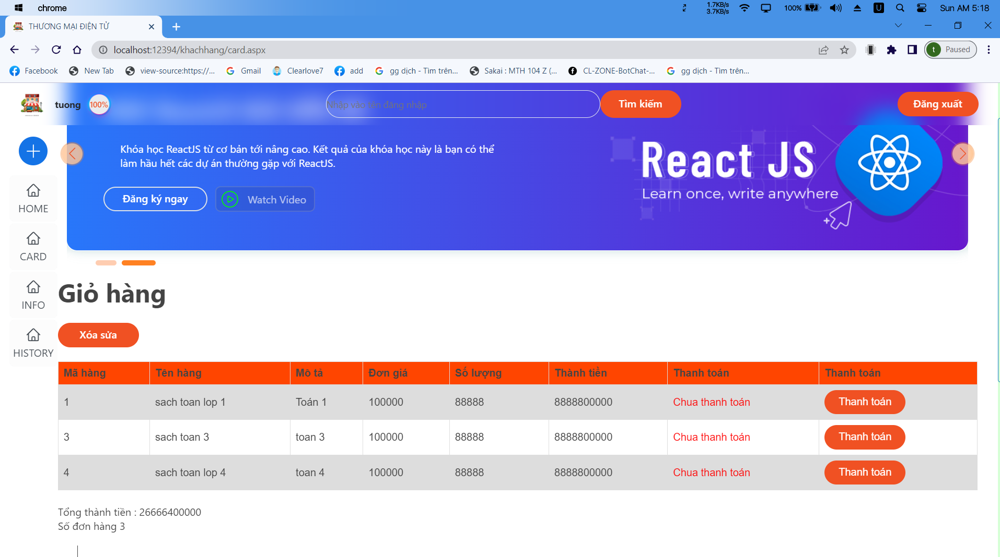 chrome
1.7KB/s
3.7KB/s
100%
U
Sun AM 5:18
THƯƠNG MẠI ĐIỆN TỬ
localhost:12394/khachhang/card.aspx
t Paused
Facebook New Tab view-source:https://... Gmail Clearlove7 add gg dịch - Tìm trên... Sakai : MTH 104 Z (... CL-ZONE-BotChat-... gg dịch - Tìm trên...
tuong 100% Nhập vào tên đăng nhập Tìm kiếm Đăng xuất
Khóa học ReactJS từ cơ bản tới nâng cao. Kết quả của khóa học này là bạn có thể
làm hầu hết các dự án thường gặp với ReactJS.
Đăng ký ngay Watch Video
React JS
Learn once, write anywhere
HOME
CARD
INFO
HISTORY
Giỏ hàng
Xóa sửa
Mã hàng Tên hàng Mô tả Đơn giá Số lượng Thành tiền Thanh toán Thanh toán
1 sach toan lop 1 Toán 1 100000 88888 8888800000 Chua thanh toán Thanh toán
3 sach toan 3 toan 3 100000 88888 8888800000 Chua thanh toán Thanh toán
4 sach toan lop 4 toan 4 100000 88888 8888800000 Chua thanh toán Thanh toán
Tổng thành tiền : 26666400000
Số đơn hàng 3